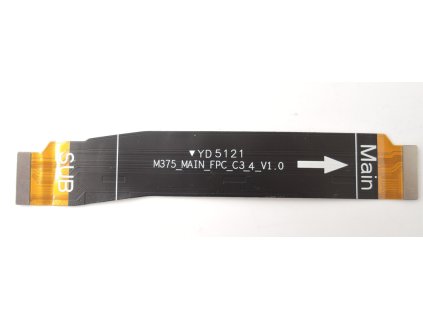 SUB
▼YD5121
M375_MAIN_FPC_C3_4_V1.0
Main